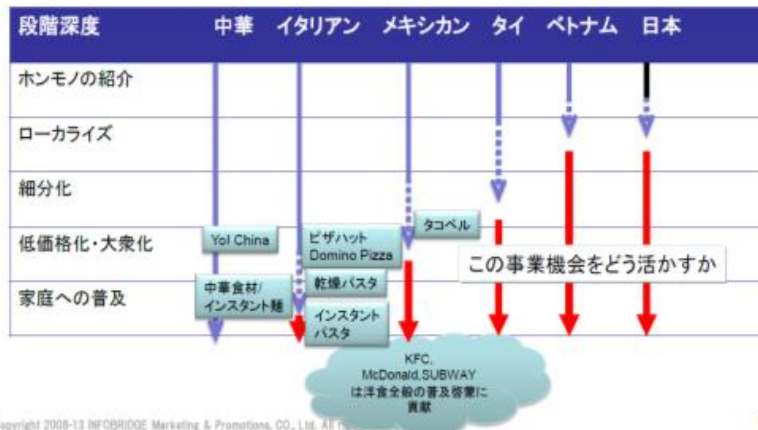 段階深度 中華 イタリアン メキシカン タイ ベトナム 日本
ホンモノの紹介
ローカライズ
細分化
低価格化・大衆化
家庭への普及
Yo! China
ピザハット
Domino Pizza
タコベル
中華食材/
インスタント麺
乾燥パスタ
インスタント
パスタ
この事業機会をどう活かすか
KFC,
McDonald,SUBWAY
は洋食全般の普及啓蒙に
貢献
Copyright 2008-13 INFOBRIDGE Marketing & Promotions. CO., Ltd. All